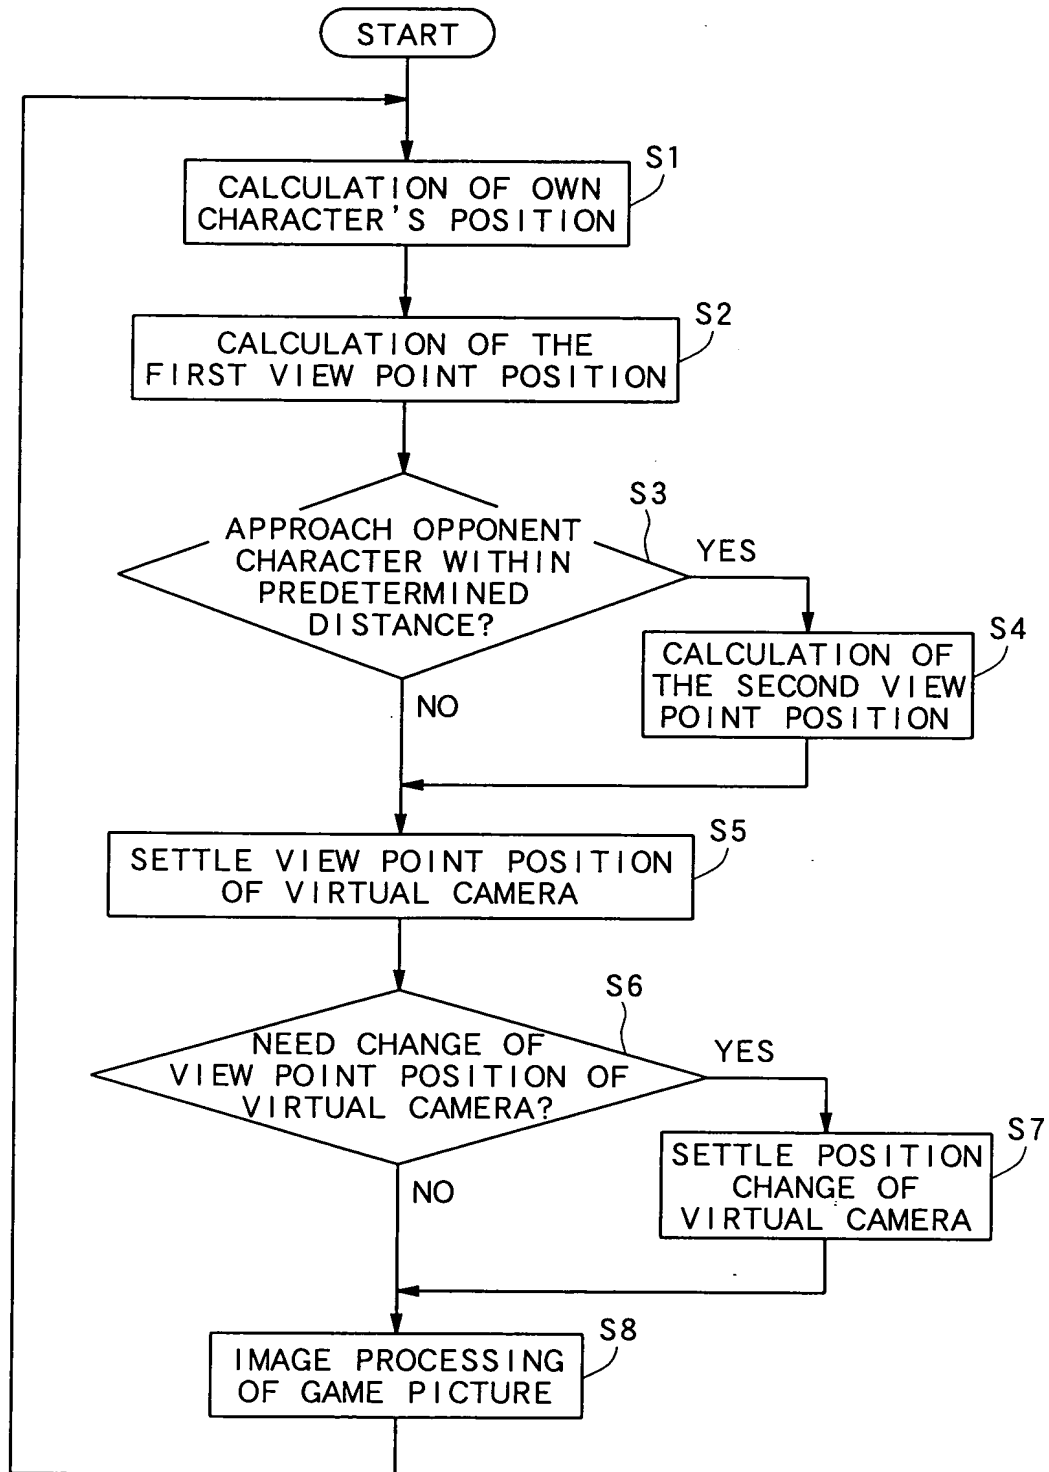 START
S1
CALCULATION OF OWN
CHARACTER'S POSITION
S2
CALCULATION OF THE
FIRST VIEW POINT POSITION
S3
APPROACH OPPONENT
CHARACTER WITHIN
PREDETERMINED
DISTANCE?
YES
NO
S4
CALCULATION OF
THE SECOND VIEW
POINT POSITION
S5
SETTLE VIEW POINT POSITION
OF VIRTUAL CAMERA
S6
NEED CHANGE OF
VIEW POINT POSITION OF
VIRTUAL CAMERA?
YES
NO
S7
SETTLE POSITION
CHANGE OF
VIRTUAL CAMERA
S8
IMAGE PROCESSING
OF GAME PICTURE